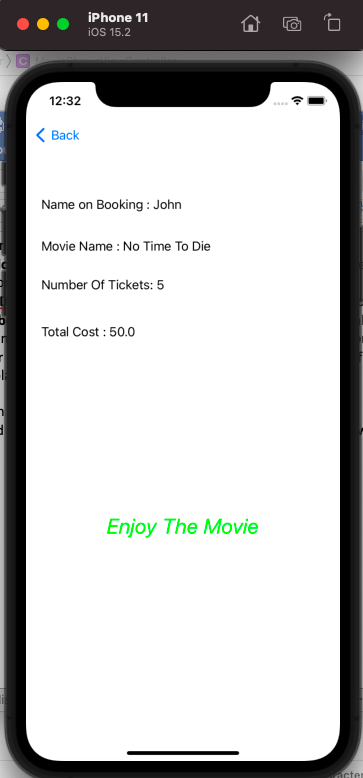 iPhone 11
iOS 15.2
12:32
Back
Name on Booking : John
Movie Name : No Time To Die
Number Of Tickets: 5
Total Cost : 50.0
Enjoy The Movie